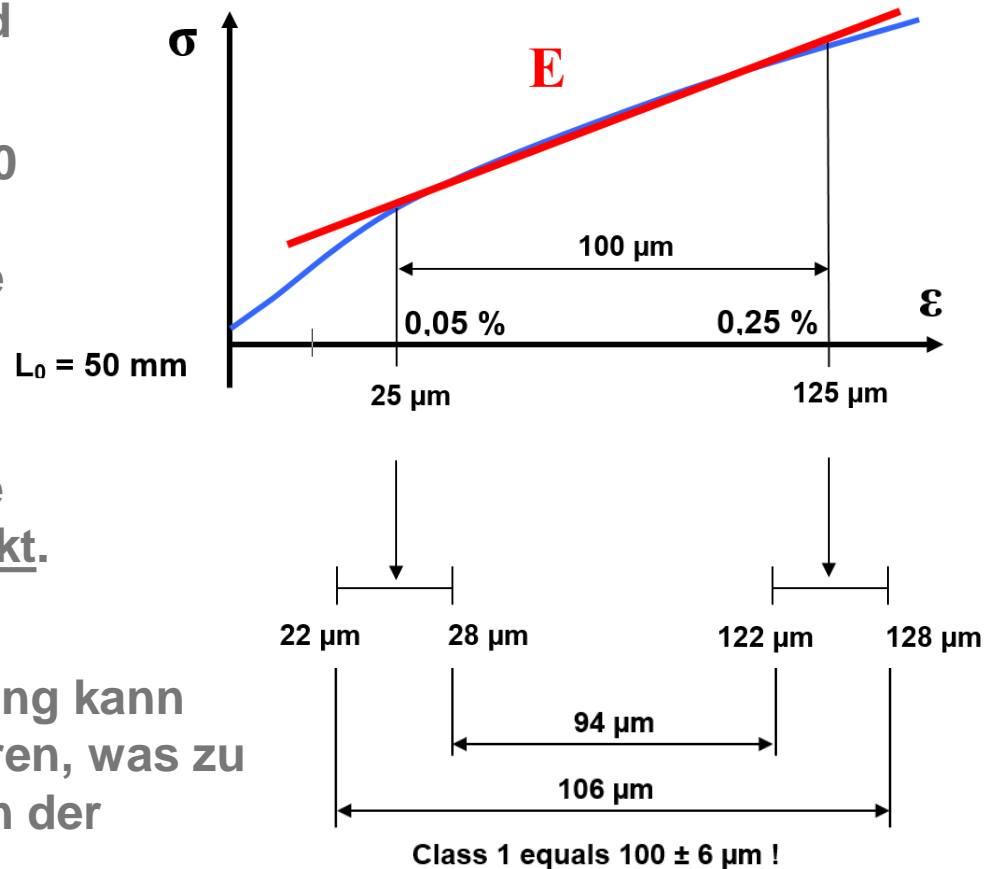 d
σ
E
0
100 µm
e
ε
0,05 %
0,25 %
L₀ = 50 mm
25 µm
125 µm
e
kt.
22 µm
28 µm
122 µm
128 µm
ng kann
94 µm
ren, was zu
106 µm
n der
Class 1 equals 100 ± 6 µm !